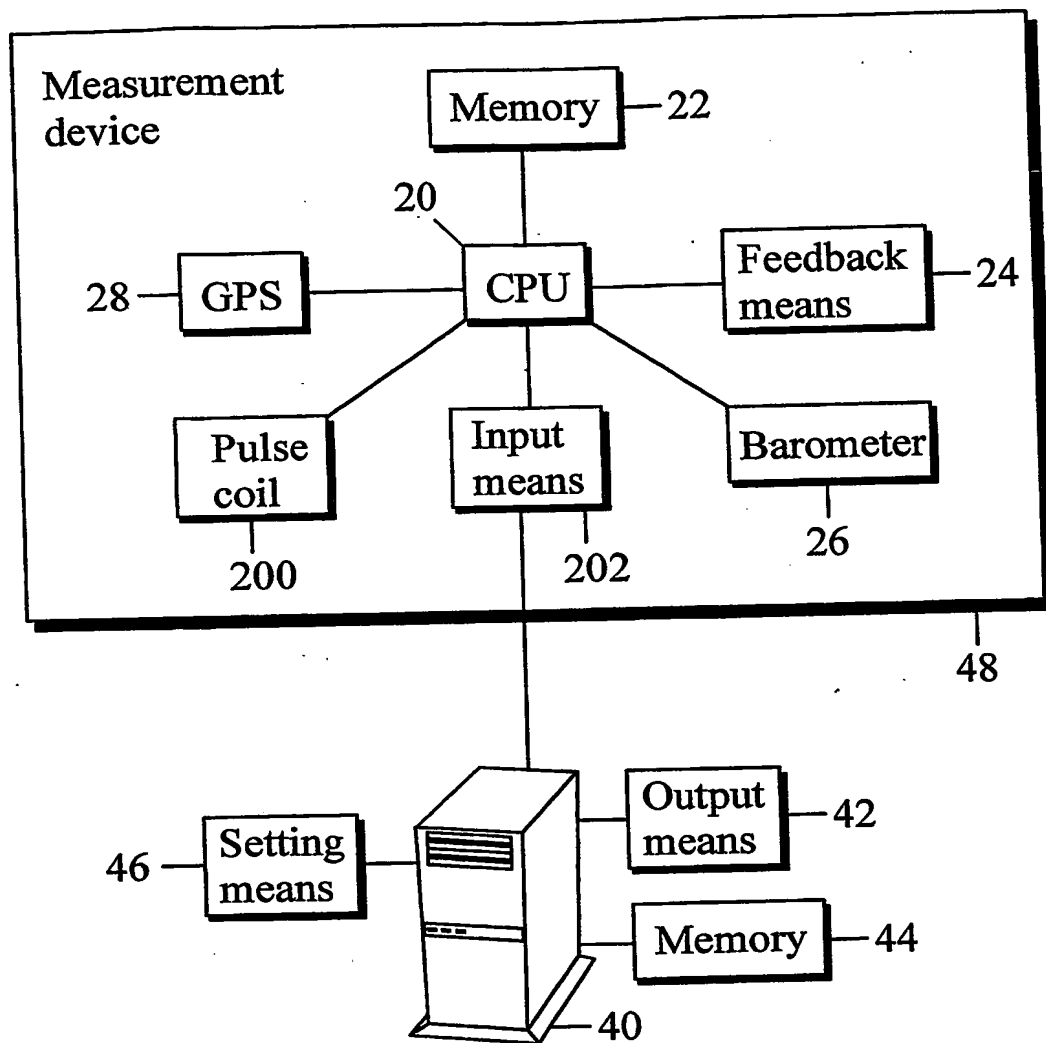 Measurement
device
Memory
22
20
28
GPS
CPU
Feedback
means
24
Pulse
coil
200
Input
means
202
Barometer
26
48
46
Setting
means
Output
means
42
Memory
44
40